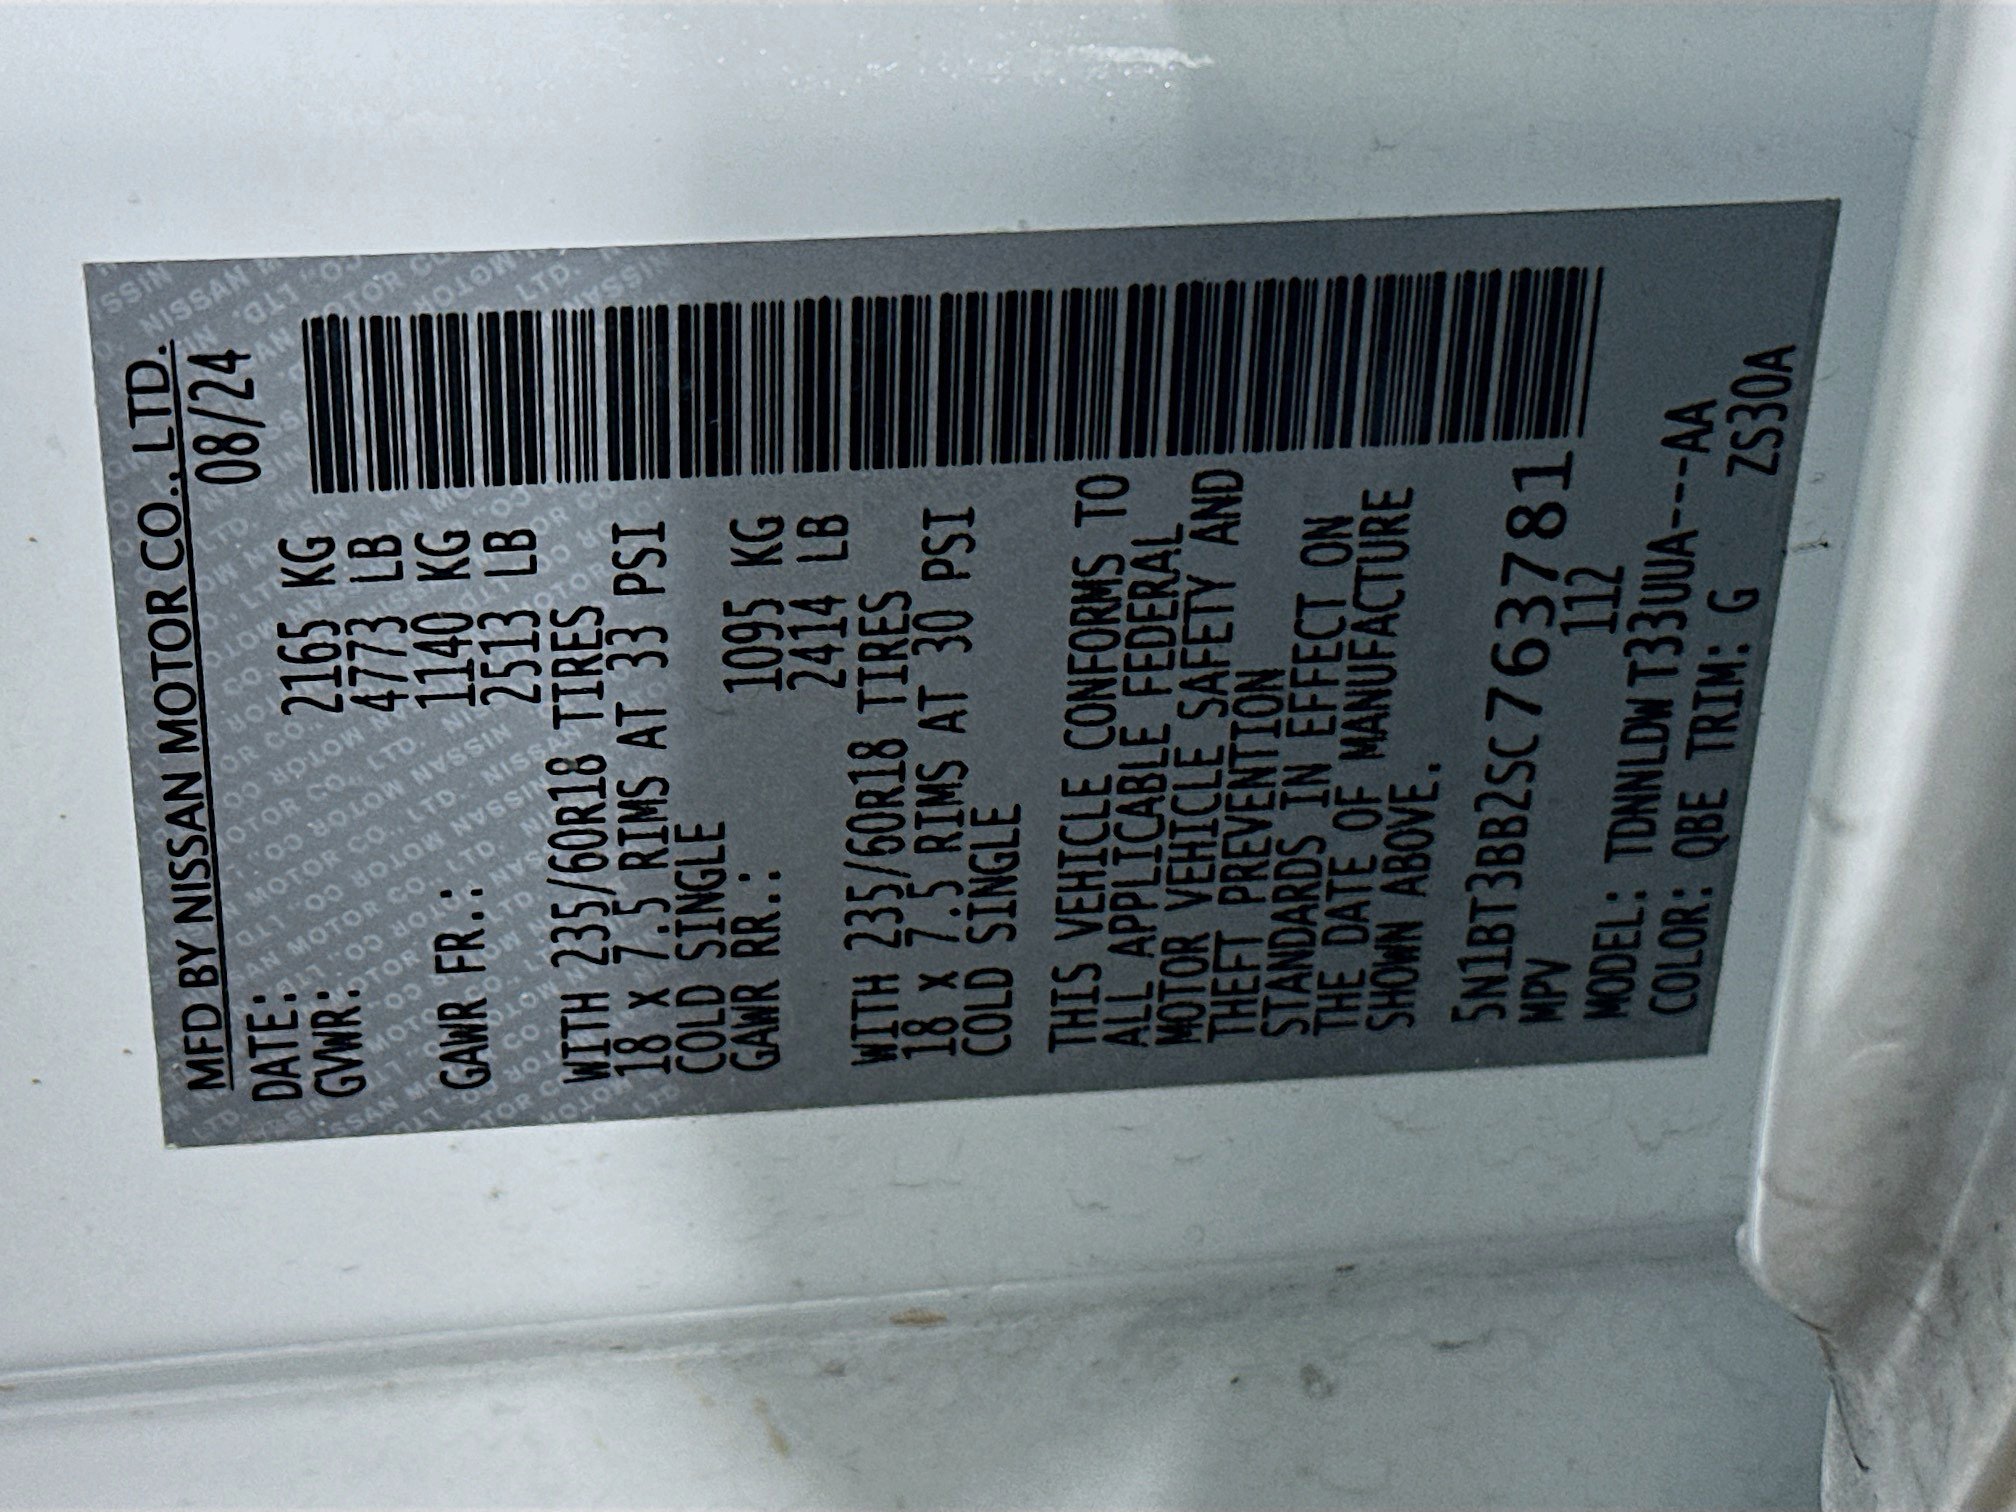 MFD BY NISSAN MOTOR CO., LTD.
DATE: 08/24
GVWR: 2165 KG
4773 LB
GAWR FR.: 1140 KG
2513 LB
WITH 235/60R18 TIRES
18 X 7.5 RIMS AT 33 PSI
COLD SINGLE
GAWR RR.: 1095 KG
2414 LB
WITH 235/60R18 TIRES
18 X 7.5 RIMS AT 30 PSI
COLD SINGLE
THIS VEHICLE CONFORMS TO
ALL APPLICABLE FEDERAL
MOTOR VEHICLE SAFETY AND
THEFT PREVENTION
STANDARDS IN EFFECT ON
THE DATE OF MANUFACTURE
SHOWN ABOVE.
5N1BT3BB2SC763781
MPV 112
MODEL: TDNNLDW T33UUA----AA
COLOR: QBE TRIM: G ZS30A